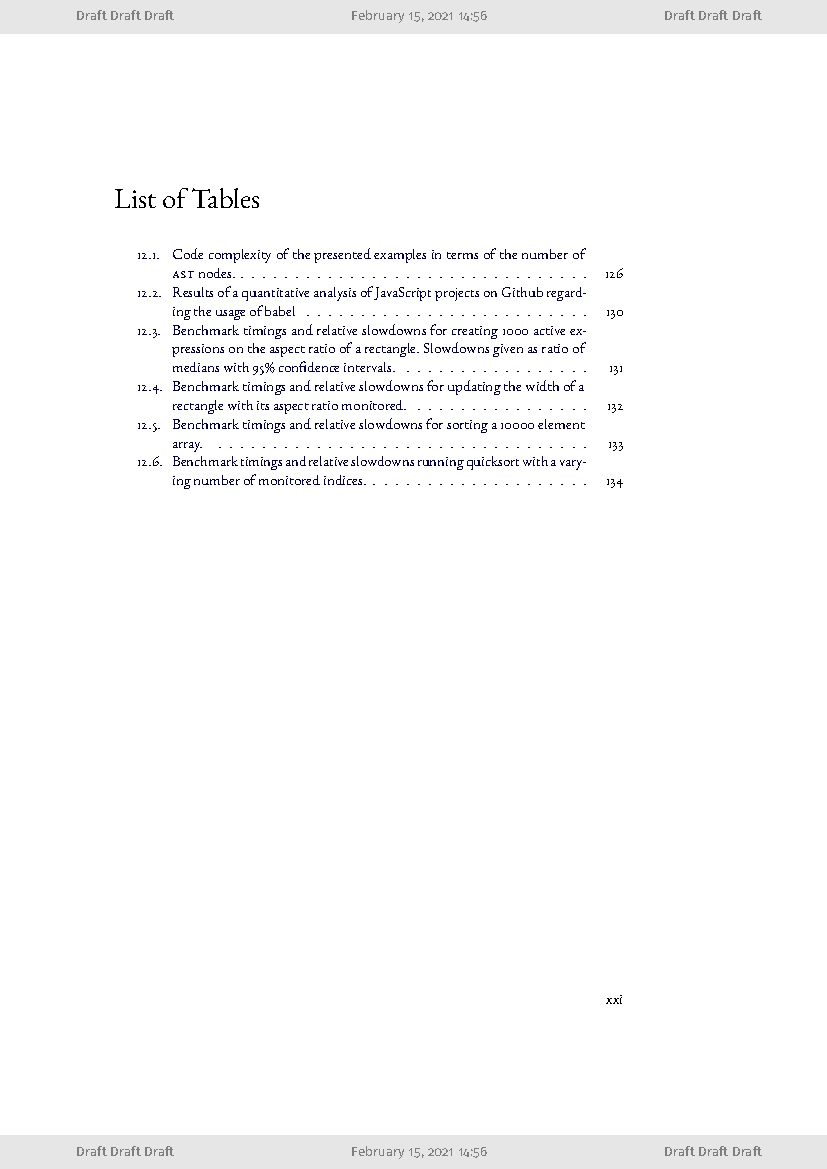 Draft Draft Draft February 15, 2021 14:56 Draft Draft Draft
List of Tables
12.1. Code complexity of the presented examples in terms of the number of
AST nodes. . . . . . . . . . . . . . . . . . . . . . . . . . . . . . . . . 126
12.2. Results of a quantitative analysis of JavaScript projects on Github regard-
ing the usage of babel . . . . . . . . . . . . . . . . . . . . . . . . . . 130
12.3. Benchmark timings and relative slowdowns for creating 1000 active ex-
pressions on the aspect ratio of a rectangle. Slowdowns given as ratio of
medians with 95% confidence intervals. . . . . . . . . . . . . . . . . . . 131
12.4. Benchmark timings and relative slowdowns for updating the width of a
rectangle with its aspect ratio monitored. . . . . . . . . . . . . . . . . 132
12.5. Benchmark timings and relative slowdowns for sorting a 10000 element
array. . . . . . . . . . . . . . . . . . . . . . . . . . . . . . . . . . . 133
12.6. Benchmark timings and relative slowdowns running quicksort with a vary-
ing number of monitored indices. . . . . . . . . . . . . . . . . . . . . 134
xxi
Draft Draft Draft February 15, 2021 14:56 Draft Draft Draft